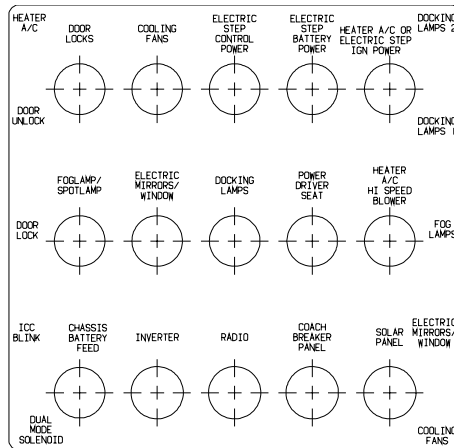 HEATER
A/C
DOOR
LOCKS
COOLING
FANS
ELECTRIC
STEP
CONTROL
POWER
ELECTRIC
STEP
BATTERY
POWER
HEATER A/C OR
ELECTRIC STEP
IGN POWER
DOCKING
LAMPS 2
DOOR
UNLOCK
DOCKING
LAMPS
FOGLAMP/
SPOTLAMP
ELECTRIC
MIRRORS/
WINDOW
DOCKING
LAMPS
POWER
DRIVER
SEAT
HEATER
A/C
HI SPEED
BLOWER
DOOR
LOCK
FOG
LAMPS
ICC
BLINK
CHASSIS
BATTERY
FEED
INVERTER
RADIO
COACH
BREAKER
PANEL
SOLAR
PANEL
ELECTRIC
MIRRORS/
WINDOW
DUAL
MODE
SOLENOID
COOLING
FANS